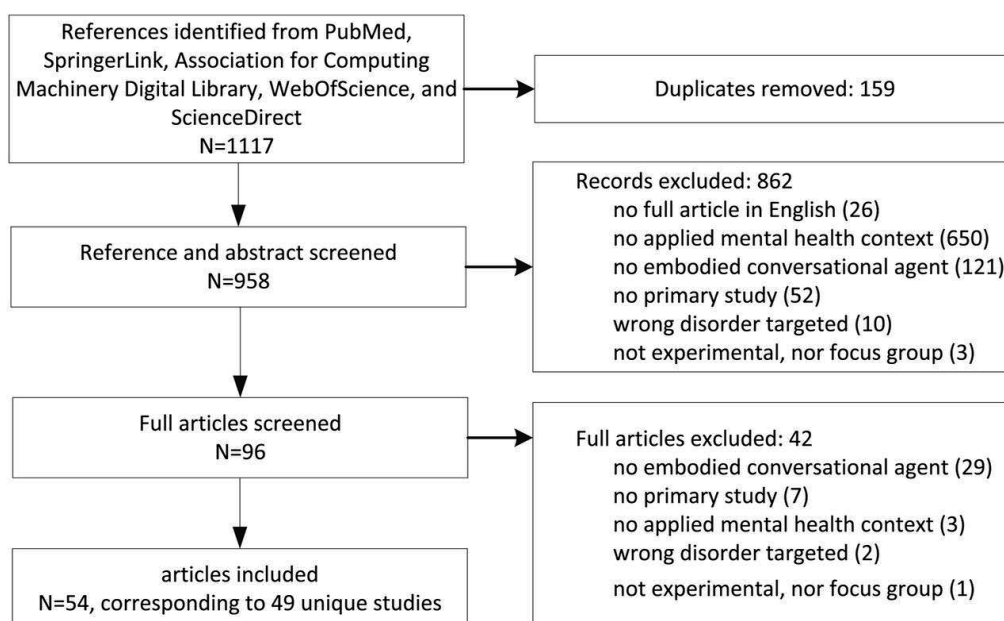 References identified from PubMed,
SpringerLink, Association for Computing
Machinery Digital Library, WebOfScience, and
ScienceDirect
N=1117
Duplicates removed: 159
Reference and abstract screened
N=958
Records excluded: 862
no full article in English (26)
no applied mental health context (650)
no embodied conversational agent (121)
no primary study (52)
wrong disorder targeted (10)
not experimental, nor focus group (3)
Full articles screened
N=96
Full articles excluded: 42
no embodied conversational agent (29)
no primary study (7)
no applied mental health context (3)
wrong disorder targeted (2)
not experimental, nor focus group (1)
articles included
N=54, corresponding to 49 unique studies